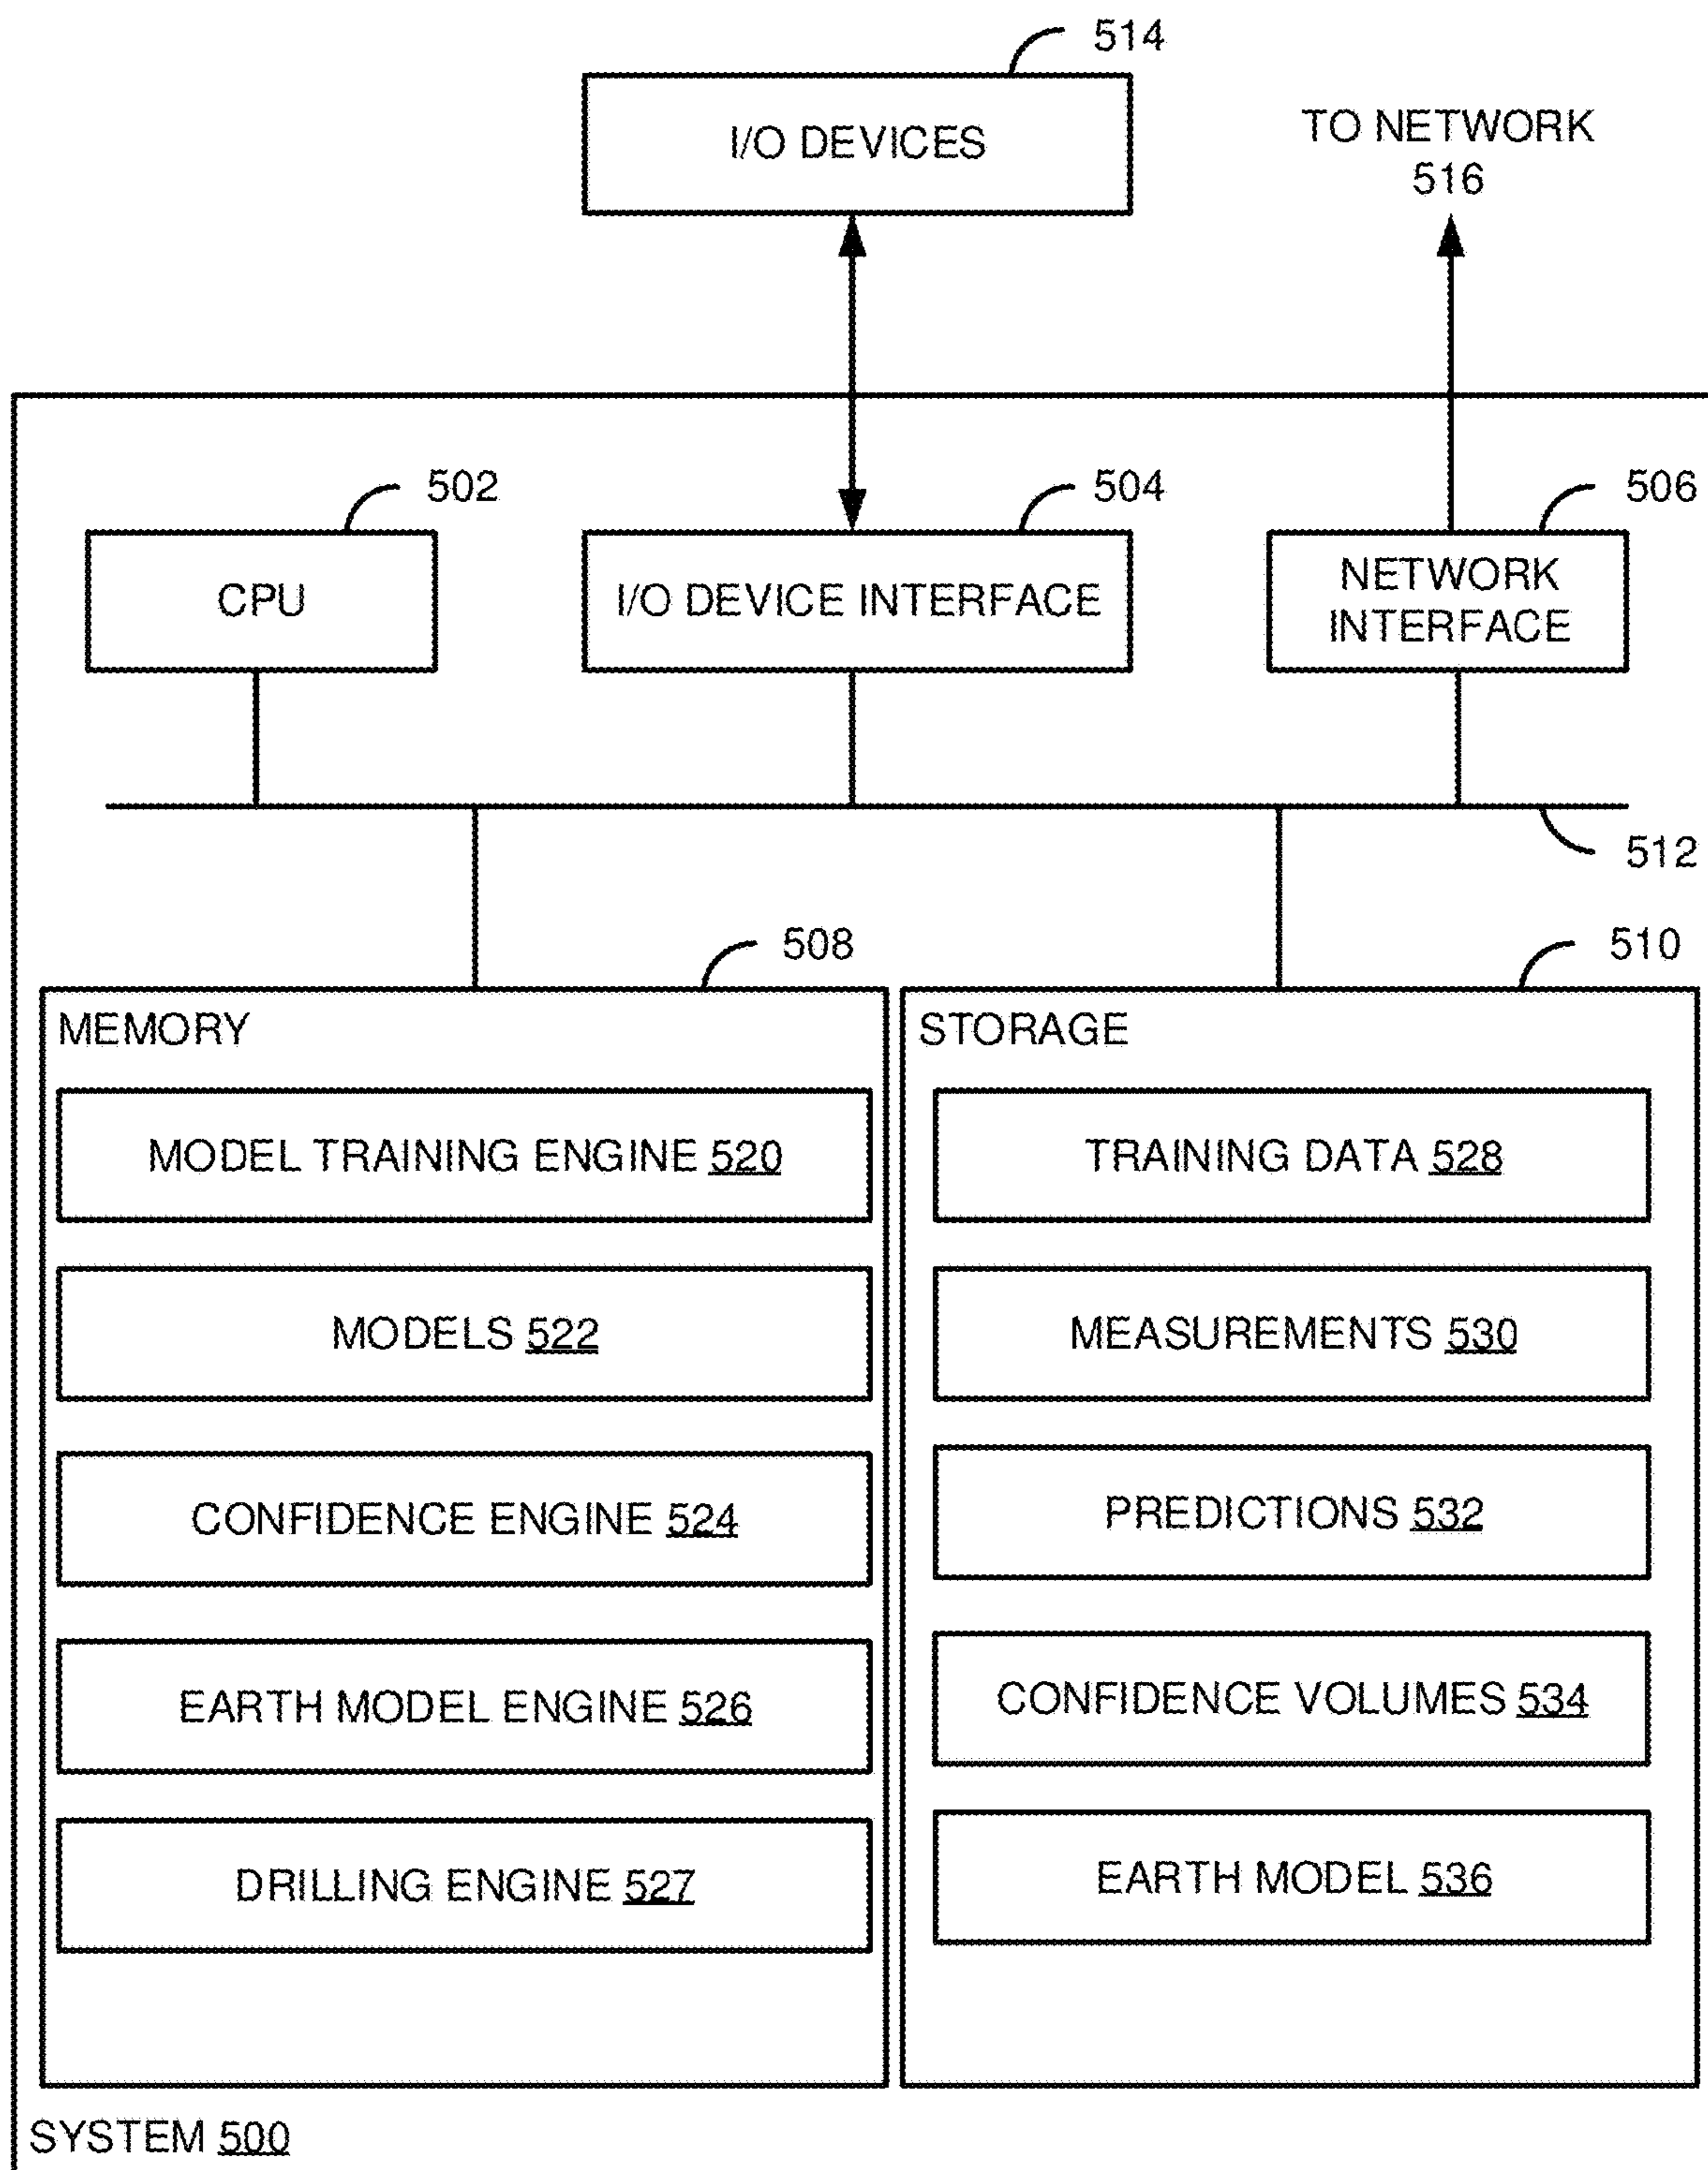 514
I/O DEVICES
TO NETWORK
516
502
504
506
CPU
I/O DEVICE INTERFACE
NETWORK
INTERFACE
512
508
510
MEMORY
STORAGE
MODEL TRAINING ENGINE 520
TRAINING DATA 528
MODELS 522
MEASUREMENTS 530
CONFIDENCE ENGINE 524
PREDICTIONS 532
EARTH MODEL ENGINE 526
CONFIDENCE VOLUMES 534
DRILLING ENGINE 527
EARTH MODEL 536
SYSTEM 500